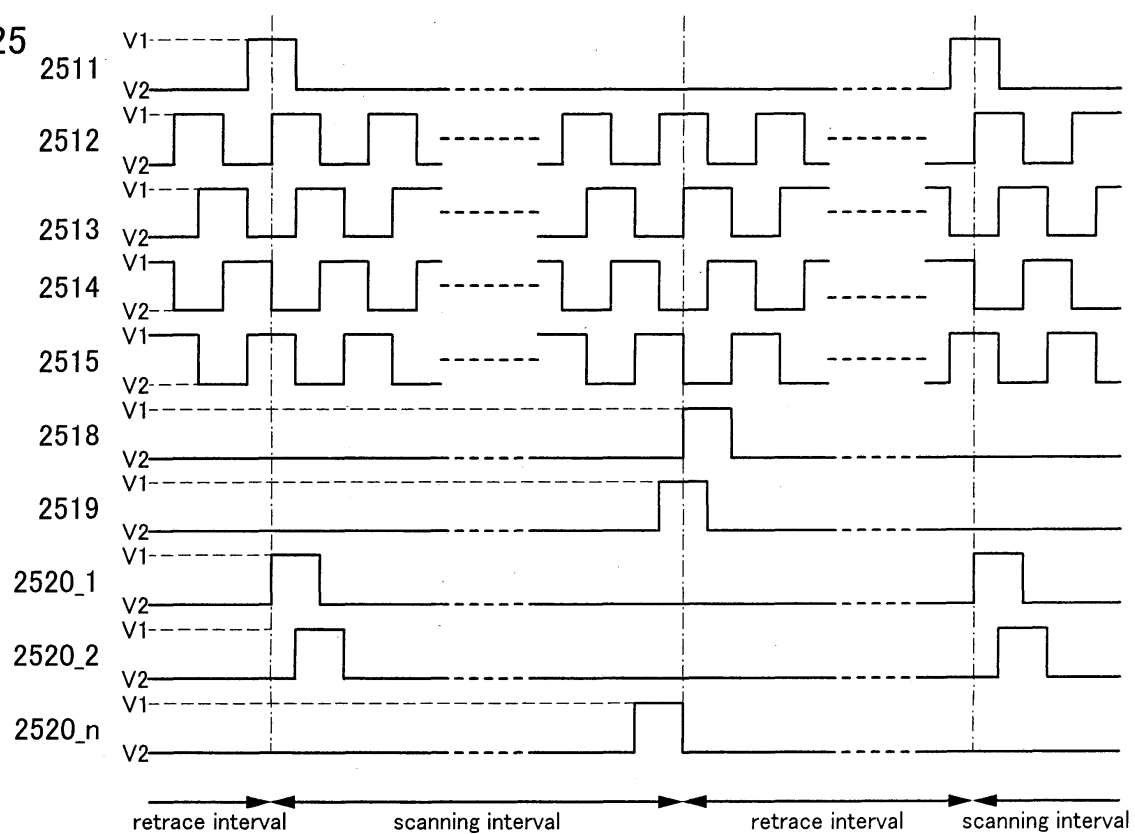 25
2511
V1
V2
2512
V1
V2
2513
V1
V2
2514
V1
V2
2515
V1
V2
2518
V1
V2
2519
V1
V2
2520_1
V1
V2
2520_2
V1
V2
2520_n
V1
V2
retrace interval scanning interval retrace interval scanning interval